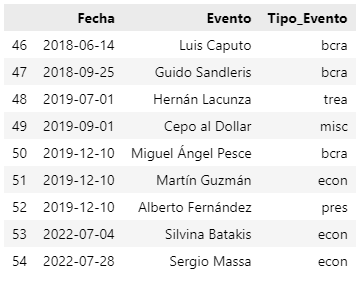 Fecha Evento Tipo_Evento
46 2018-06-14 Luis Caputo bcra
47 2018-09-25 Guido Sandleris bcra
48 2019-07-01 Hernán Lacunza trea
49 2019-09-01 Cepo al Dollar misc
50 2019-12-10 Miguel Ángel Pesce bcra
51 2019-12-10 Martín Guzmán econ
52 2019-12-10 Alberto Fernández pres
53 2022-07-04 Silvina Batakis econ
54 2022-07-28 Sergio Massa econ